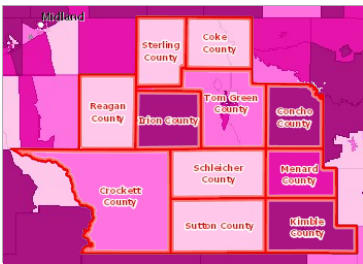 Midland
Sterling
County
Coke
County
Reagan
County
Irion County
Tom Green
County
Concho
County
Schleicher
County
Menard
County
Crockett
County
Sutton County
Kimble
County